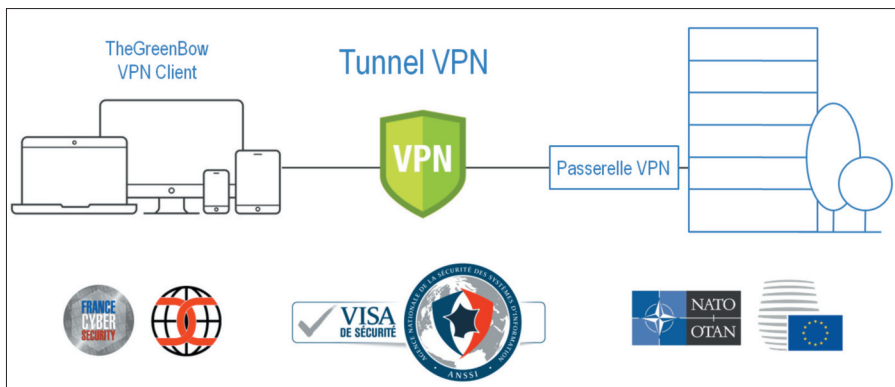 TheGreenBow
VPN Client
Tunnel VPN
VPN
Passerelle VPN
FRANCE
CYBER
SECURITY
VISA
DE SÉCURITÉ
AGENCE NATIONALE DE LA SÉCURITÉ DES SYSTÈMES D'INFORMATION
ANSSI
NATO
OTAN